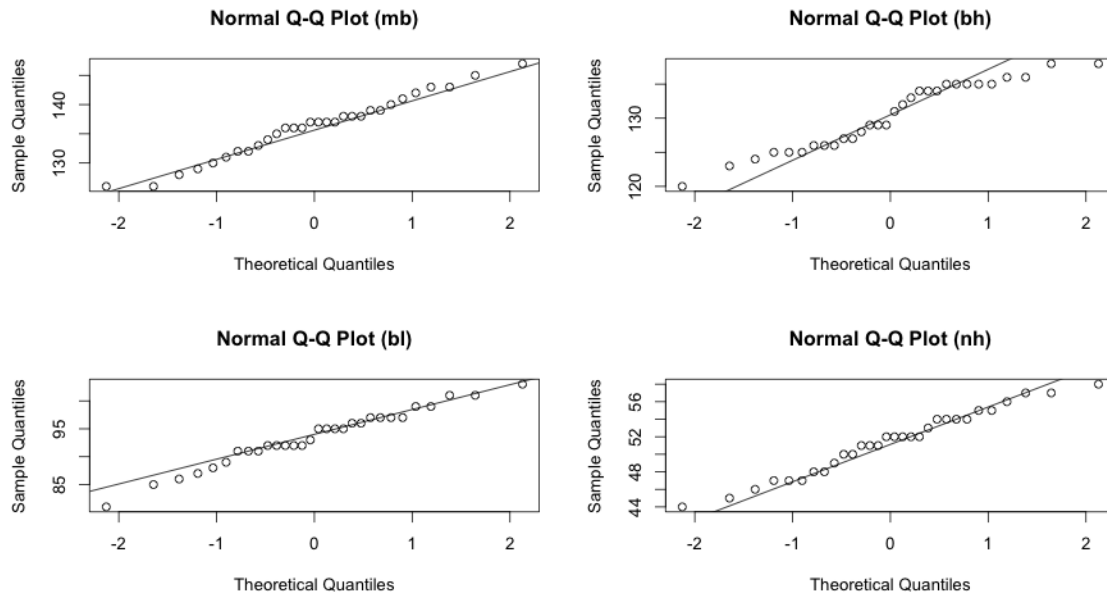 Normal Q-Q Plot (mb)
Sample Quantiles
140
130
-2 -1 0 1 2
Theoretical Quantiles
Normal Q-Q Plot (bh)
Sample Quantiles
130
120
-2 -1 0 1 2
Theoretical Quantiles
Normal Q-Q Plot (bl)
Sample Quantiles
95
85
-2 -1 0 1 2
Theoretical Quantiles
Normal Q-Q Plot (nh)
Sample Quantiles
56
52
48
44
-2 -1 0 1 2
Theoretical Quantiles